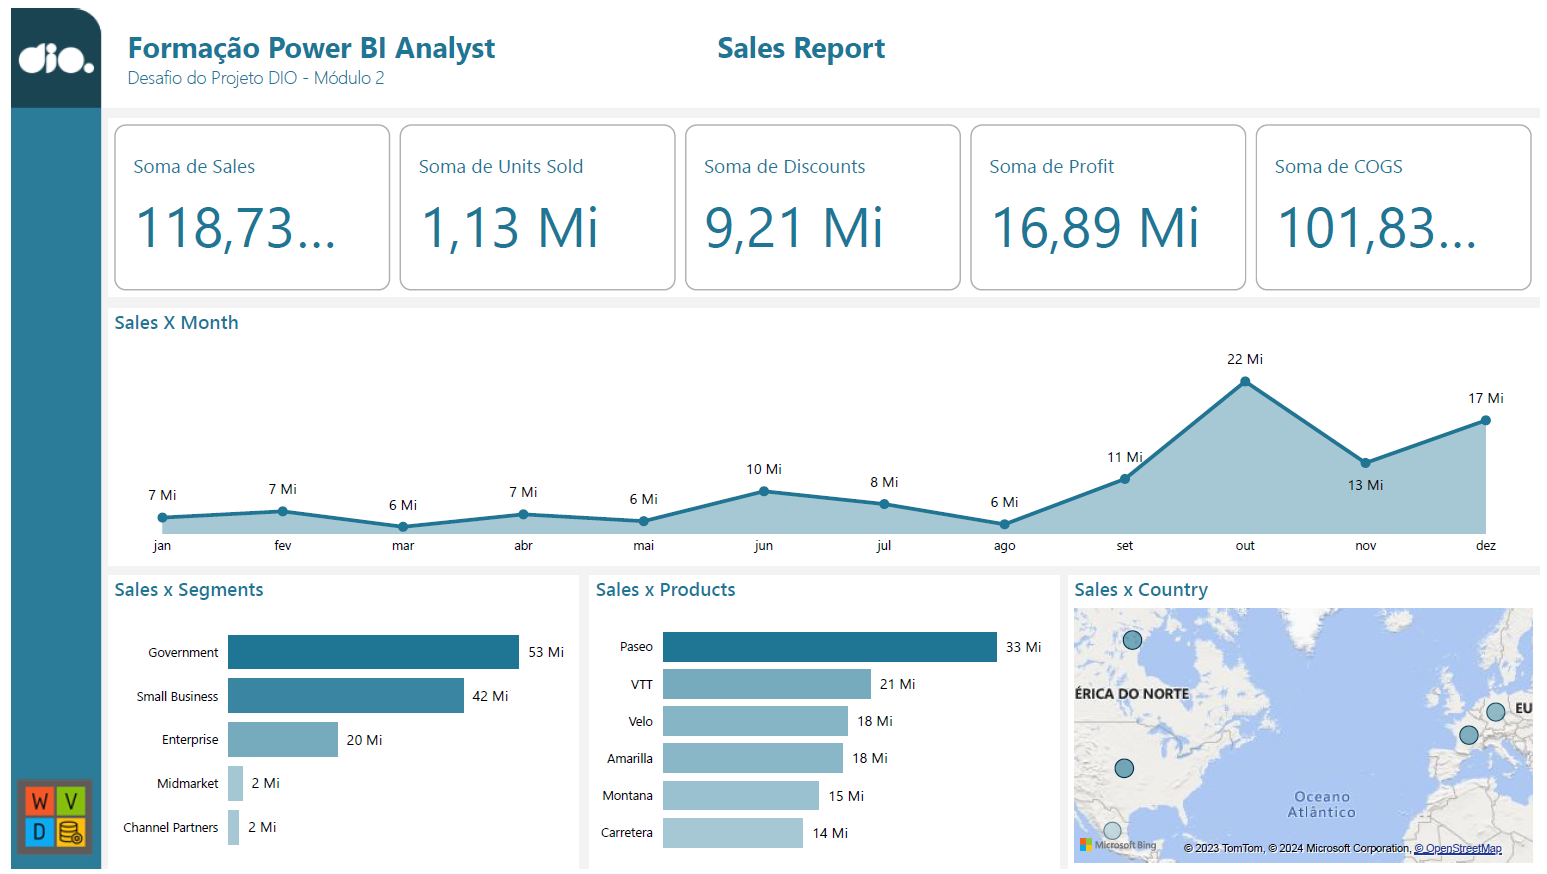 dio.
Formação Power BI Analyst
Desafio do Projeto DIO - Módulo 2
Sales Report
Soma de Sales
118,73...
Soma de Units Sold
1,13 Mi
Soma de Discounts
9,21 Mi
Soma de Profit
16,89 Mi
Soma de COGS
101,83...
Sales X Month
7 Mi
7 Mi
6 Mi
7 Mi
6 Mi
10 Mi
8 Mi
6 Mi
11 Mi
22 Mi
13 Mi
17 Mi
jan fev mar abr mai jun jul ago set out nov dez
Sales x Segments
Government 53 Mi
Small Business 42 Mi
Enterprise 20 Mi
Midmarket 2 Mi
Channel Partners 2 Mi
Sales x Products
Paseo 33 Mi
VTT 21 Mi
Velo 18 Mi
Amarilla 18 Mi
Montana 15 Mi
Carretera 14 Mi
Sales x Country
ÉRICA DO NORTE
EU
Oceano
Atlântico
Microsoft Bing
© 2023 TomTom, © 2024 Microsoft Corporation, © OpenStreetMap
W V
D